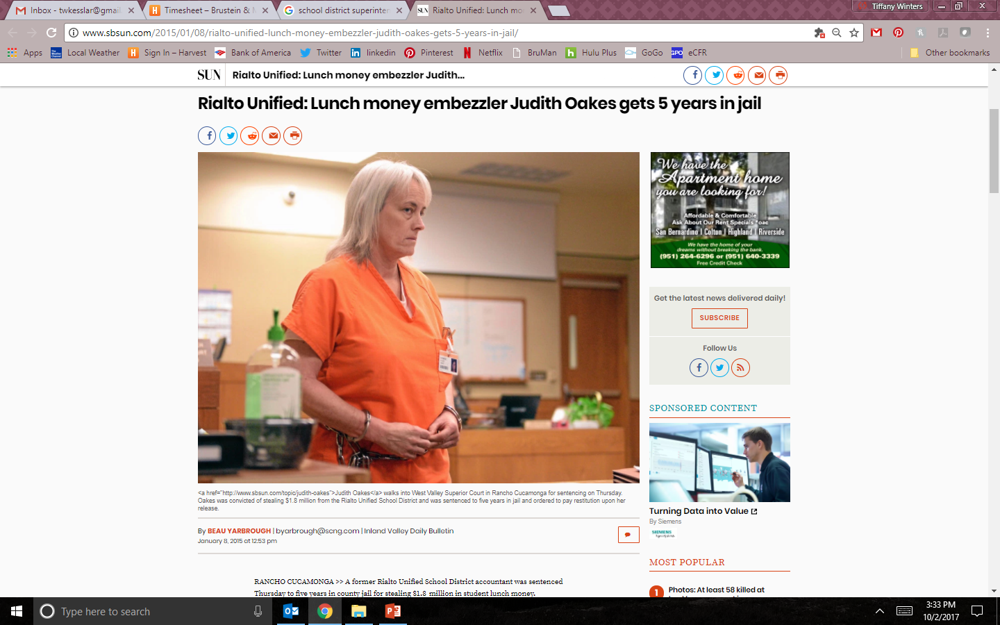 Inbox - twkesslar@gmail
Timesheet – Brustein & M
school district superinten
Rialto Unified: Lunch mo
Tiffany Winters
www.sbsun.com/2015/01/08/rialto-unified-lunch-money-embezzler-judith-oakes-gets-5-years-in-jail/
Apps
Local Weather
Sign In – Harvest
Bank of America
Twitter
linkedin
Pinterest
Netflix
BruMan
Hulu Plus
GoGo
GPO eCFR
Other bookmarks
SUN
Rialto Unified: Lunch money embezzler Judith...
Rialto Unified: Lunch money embezzler Judith Oakes gets 5 years in jail
We have the
Apartment home
you are looking for!
Affordable & Comfortable
Ask About Our Rent Specials *oac
San Bernardino | Colton | Highland | Riverside
We have the home of your
dreams without breaking the bank.
(951) 264-6296 or (951) 640-3339
Free Credit Check
Get the latest news delivered daily!
SUBSCRIBE
Follow Us
SPONSORED CONTENT
Turning Data into Value
By Siemens
SIEMENS
<a href="http://www.sbsun.com/topic/judith-oakes">Judith Oakes</a> walks into West Valley Superior Court in Rancho Cucamonga for sentencing on Thursday.
Oakes was convicted of stealing $1.8 million from the Rialto Unified School District and was sentenced to five years in jail and ordered to pay restitution upon her
release.
By BEAU YARBROUGH | byarbrough@scng.com | Inland Valley Daily Bulletin
January 8, 2015 at 12:53 pm
MOST POPULAR
1 Photos: At least 58 killed at
RANCHO CUCAMONGA >> A former Rialto Unified School District accountant was sentenced
Thursday to five years in county jail for stealing $1.8 million in student lunch money.
Type here to search
3:33 PM
10/2/2017